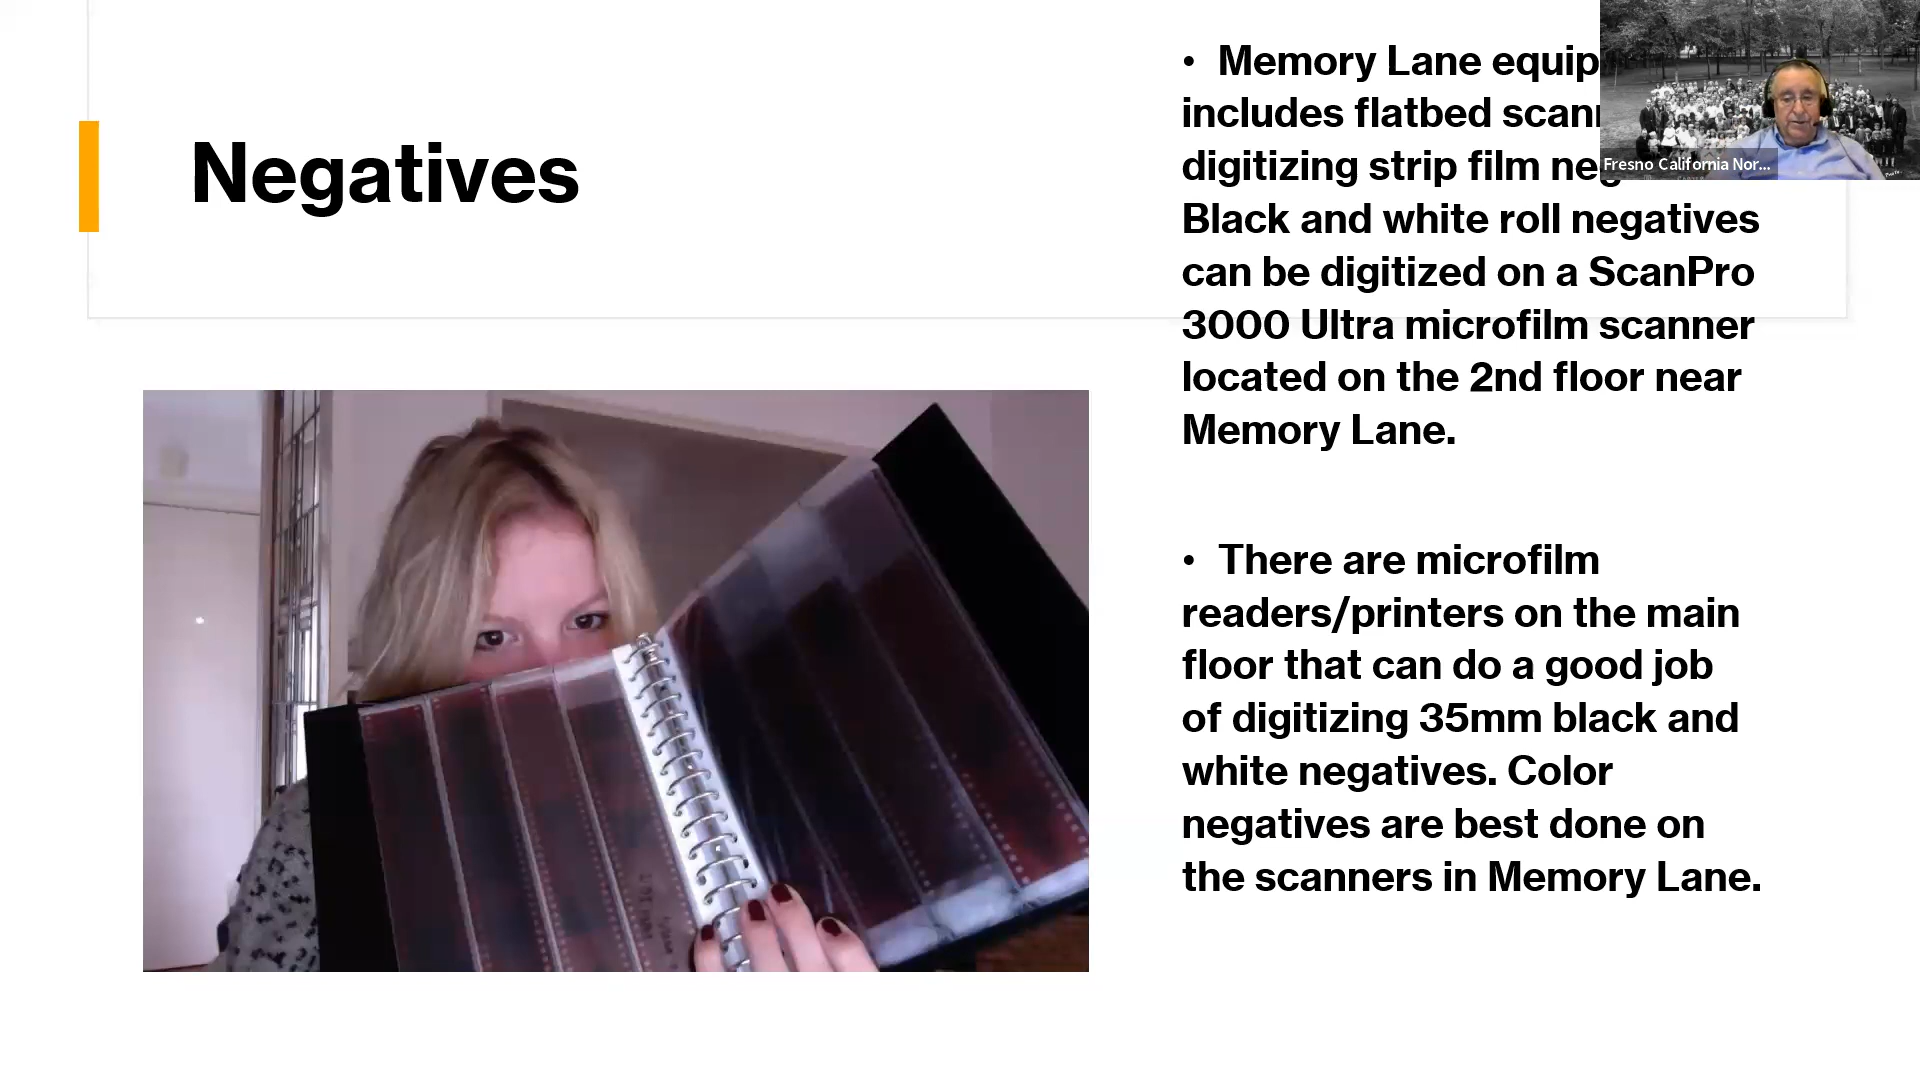 Negatives
• Memory Lane equip
includes flatbed scan
digitizing strip film neg
Black and white roll negatives
can be digitized on a ScanPro
3000 Ultra microfilm scanner
located on the 2nd floor near
Memory Lane.
• There are microfilm
readers/printers on the main
floor that can do a good job
of digitizing 35mm black and
white negatives. Color
negatives are best done on
the scanners in Memory Lane.
Fresno California Nor...